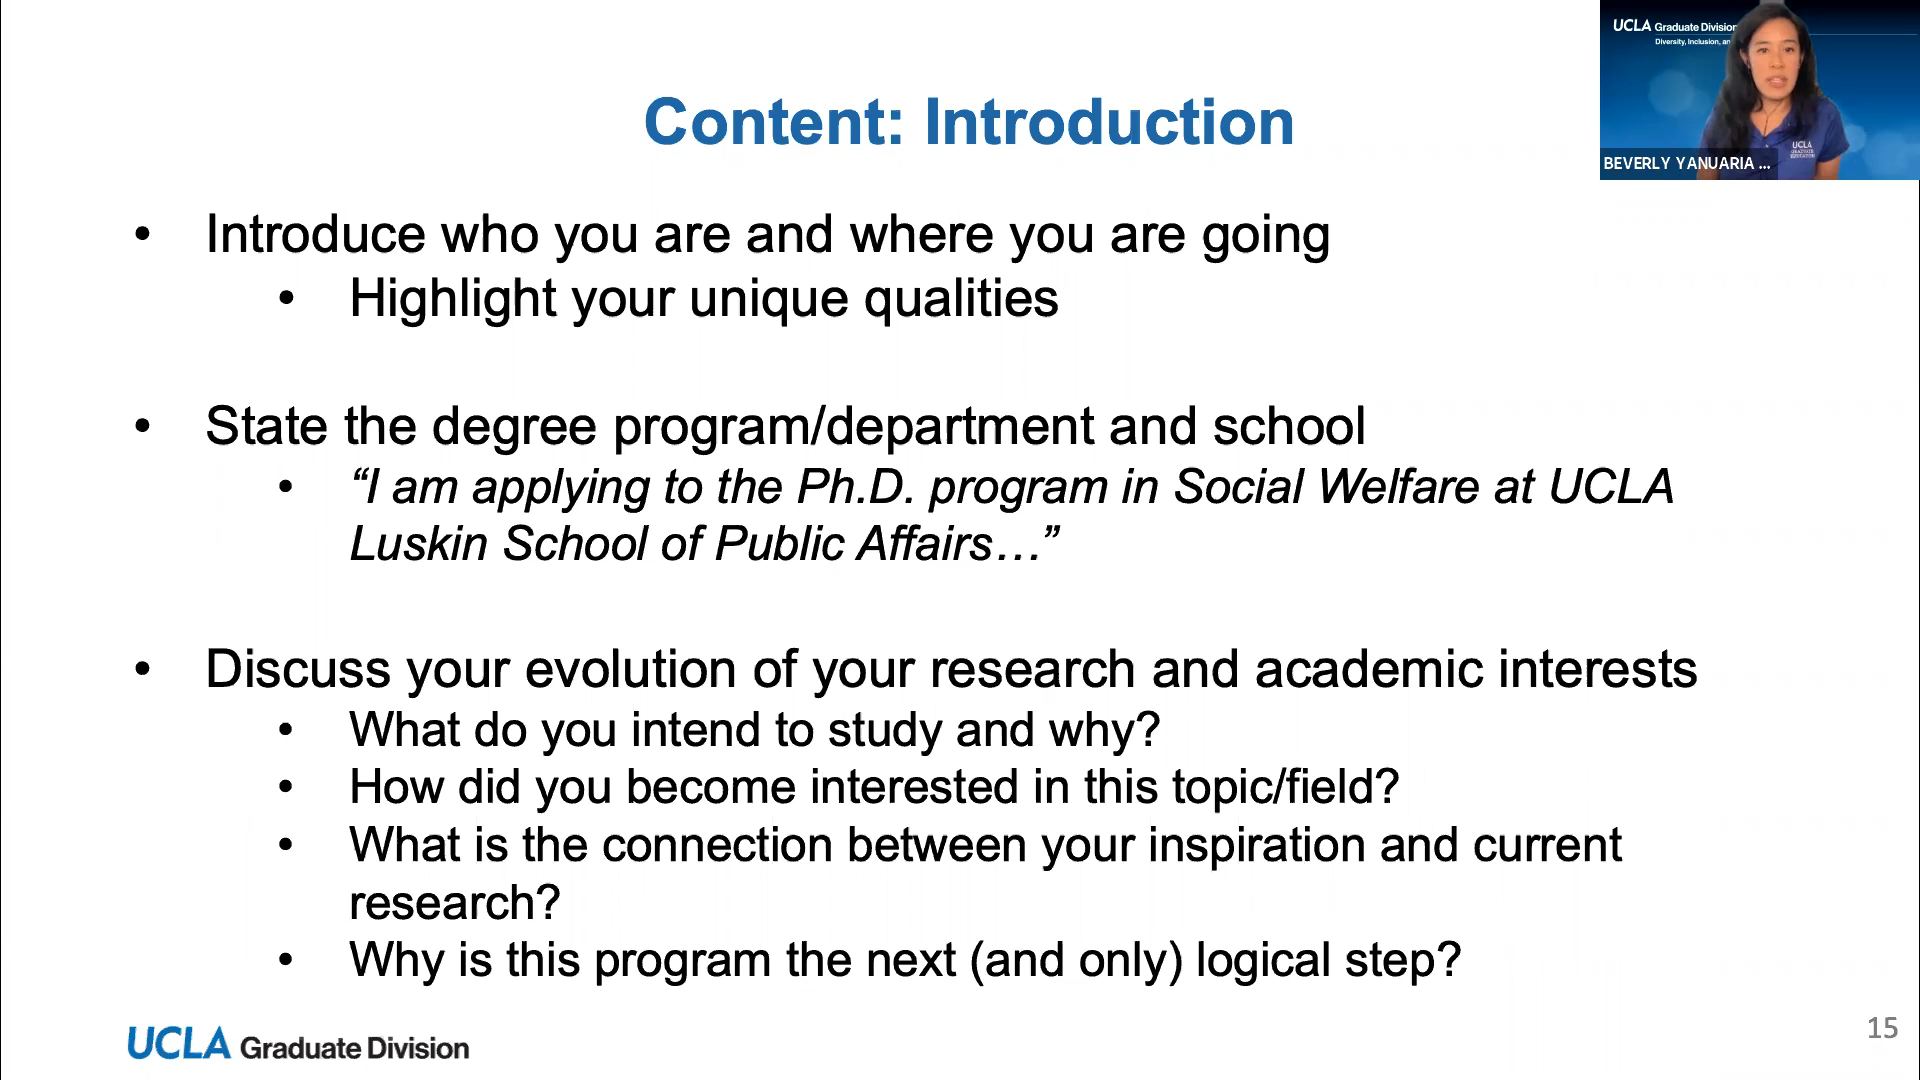 UCLA Graduate Division
Diversity, Inclusion,
UCLA
BEVERLY YANUARIA ...
Content: Introduction
• Introduce who you are and where you are going
• Highlight your unique qualities
• State the degree program/department and school
• “I am applying to the Ph.D. program in Social Welfare at UCLA
Luskin School of Public Affairs…”
• Discuss your evolution of your research and academic interests
• What do you intend to study and why?
• How did you become interested in this topic/field?
• What is the connection between your inspiration and current
research?
• Why is this program the next (and only) logical step?
UCLA Graduate Division
15